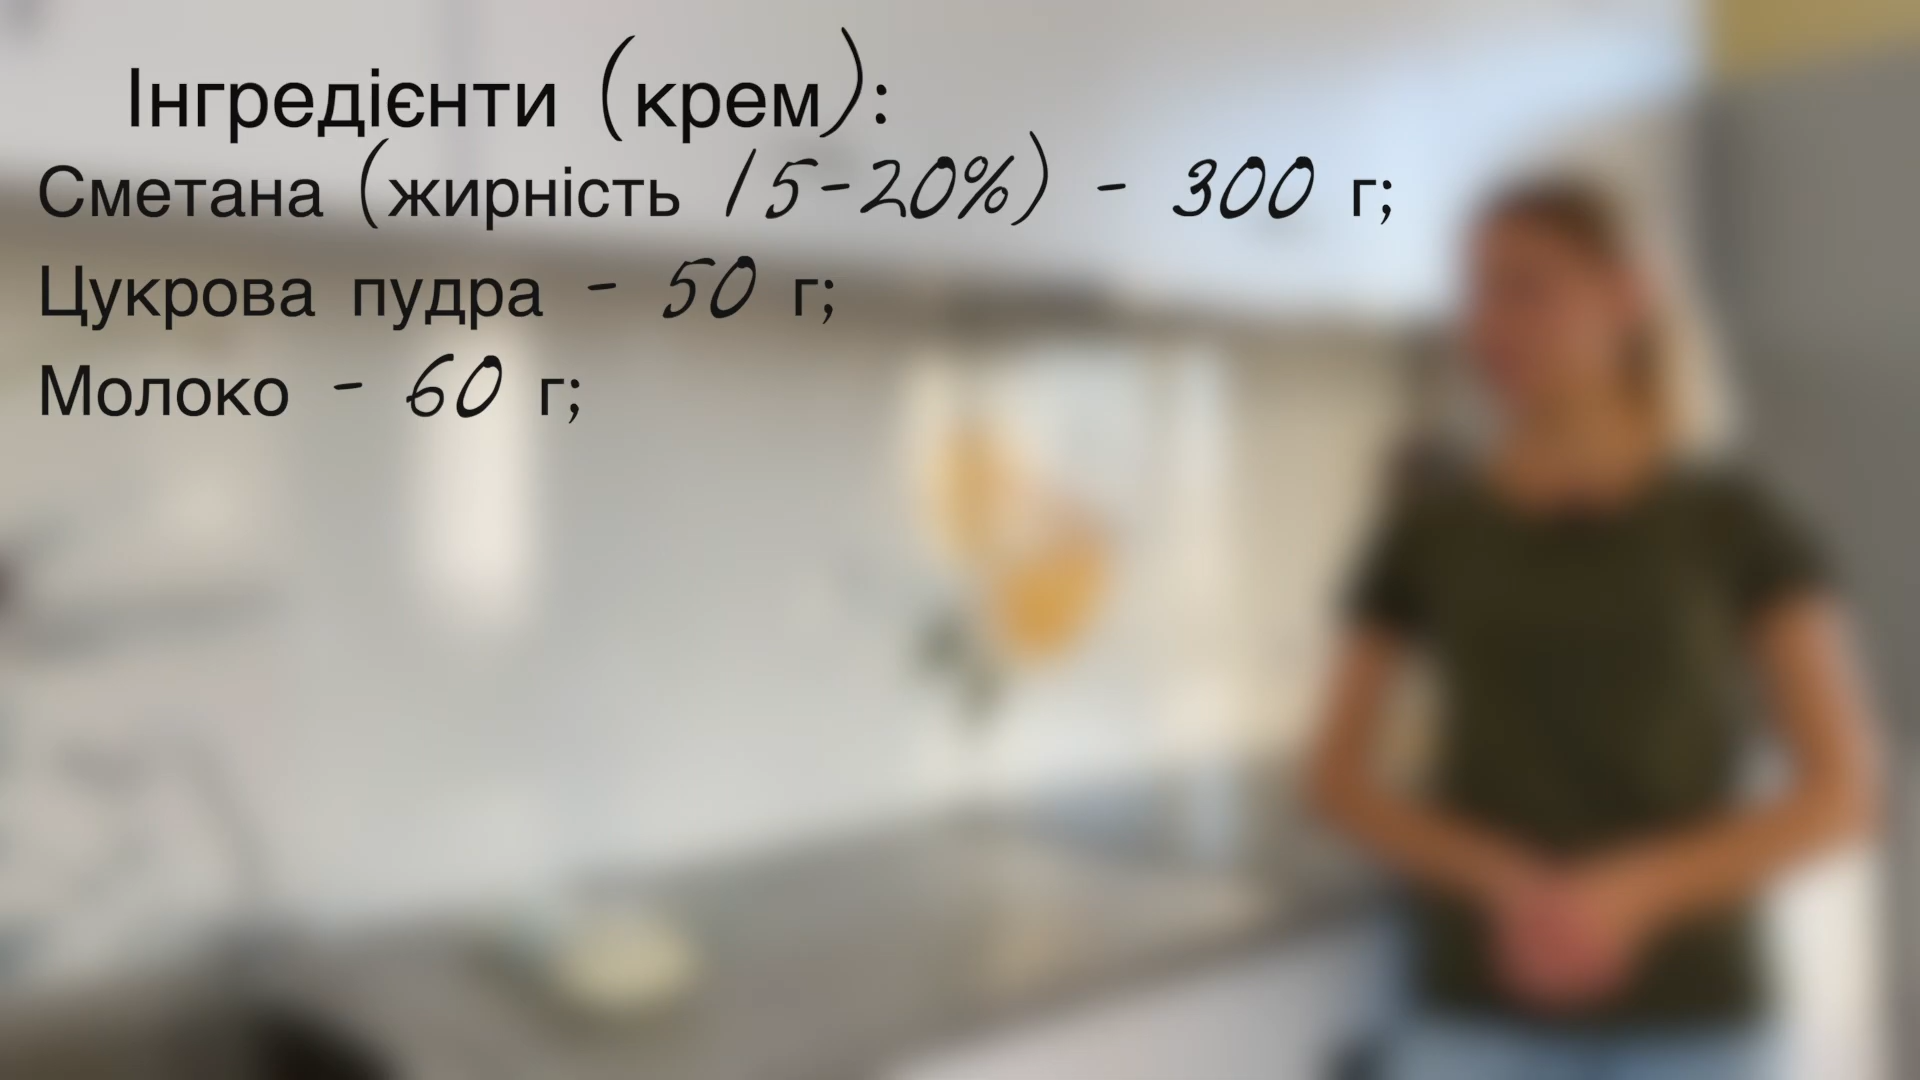 Інгредієнти (крем):
Сметана (жирність 15-20%) - 300 г;
Цукрова пудра - 50 г;
Молоко - 60 г;